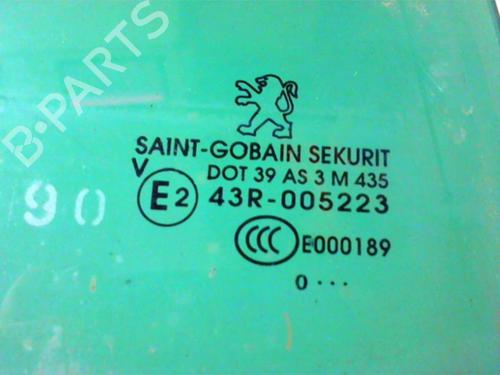 B-PARTS
SAINT-GOBAIN SEKURIT
V
DOT 39 AS 3 M 435
90
E2
43R-005223
CCC
E000189
0 ...